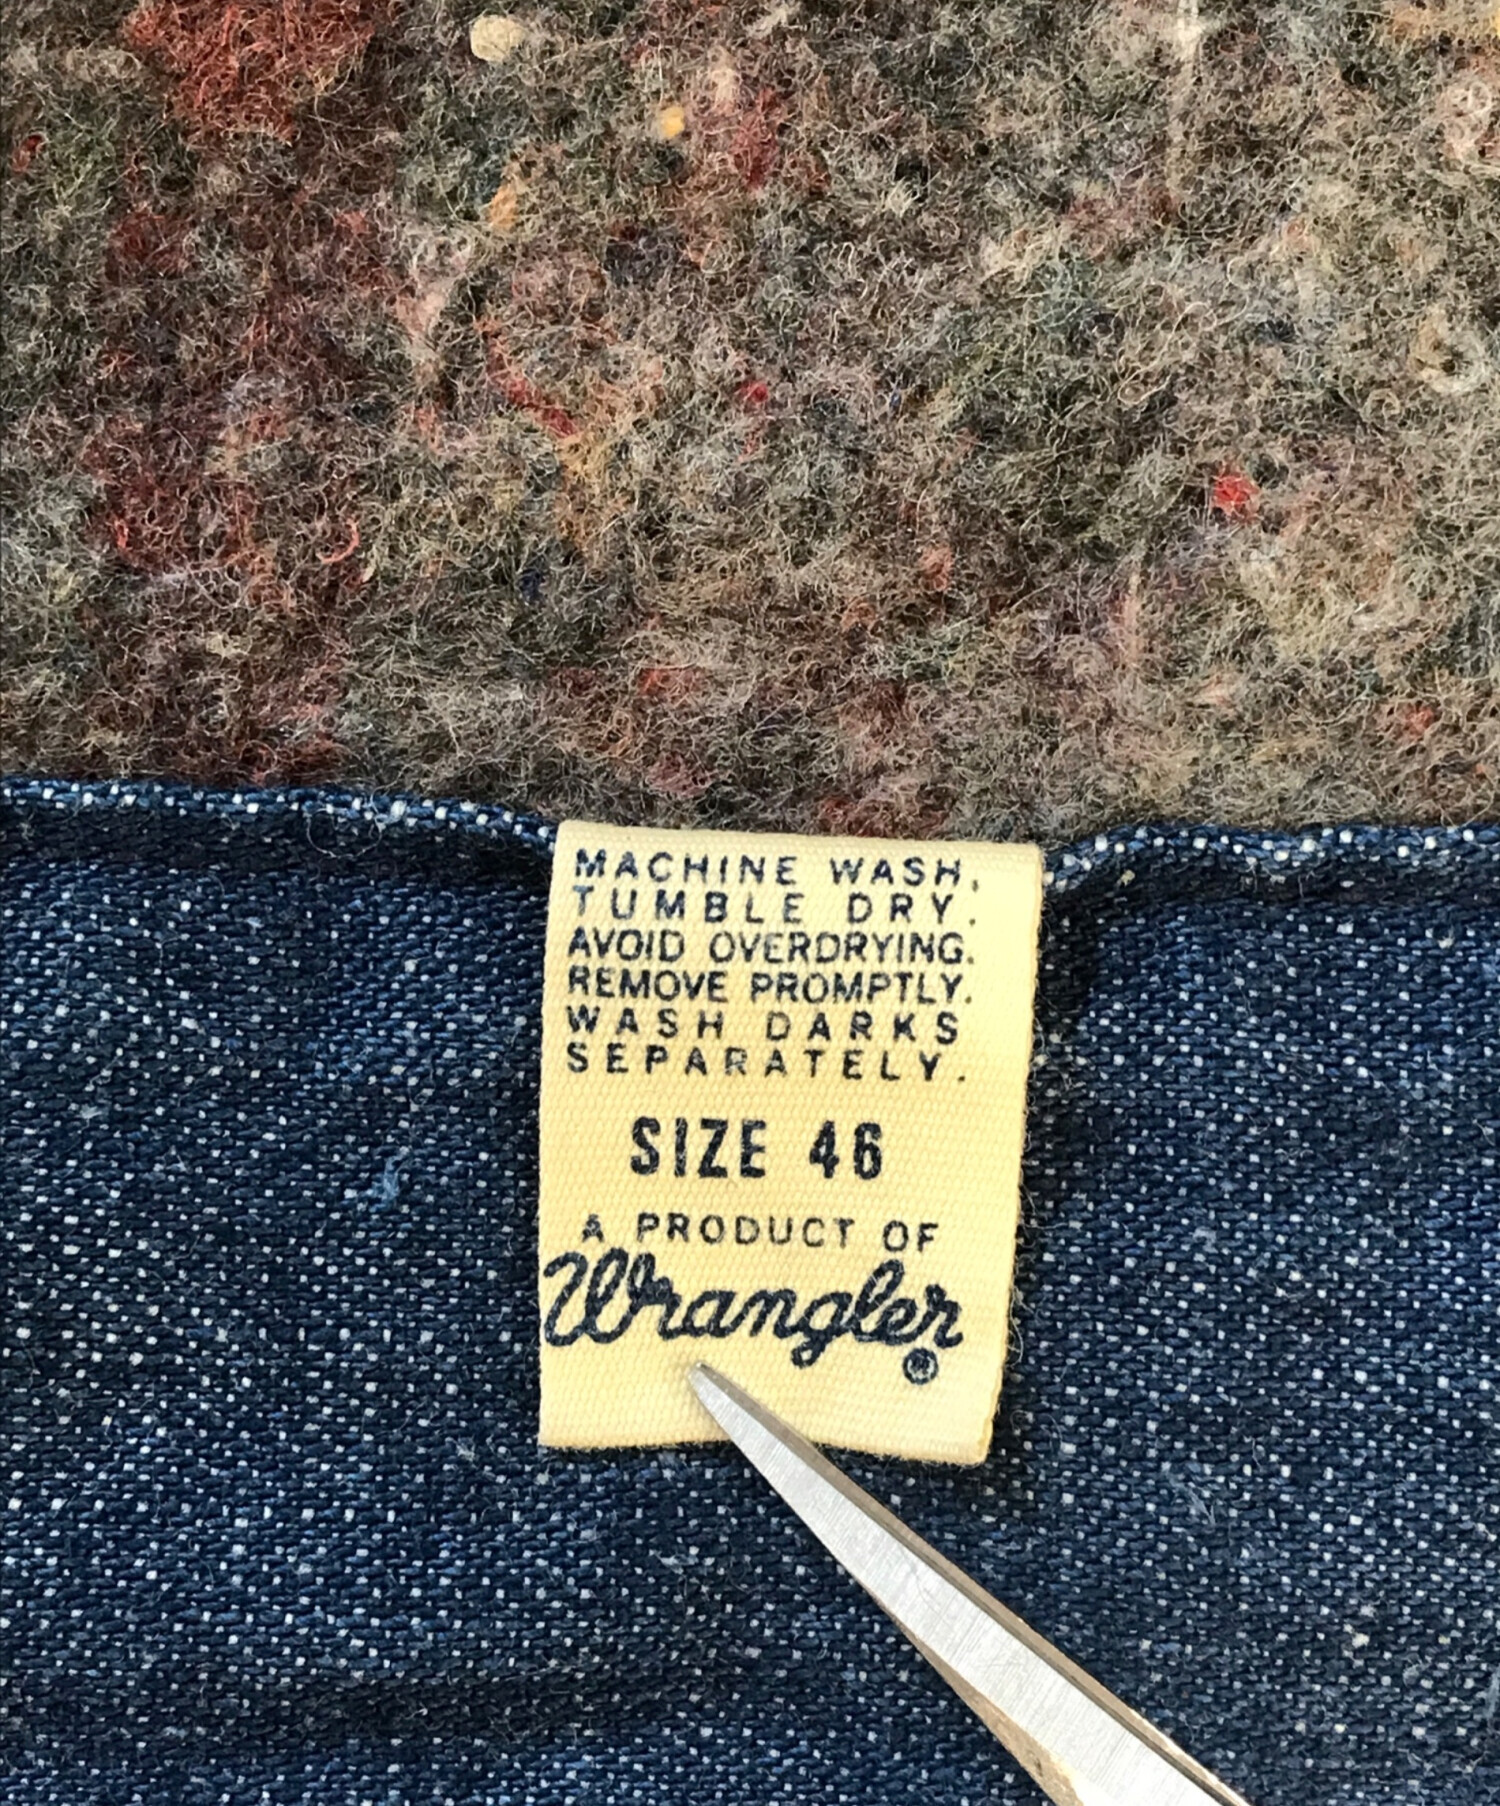 MACHINE WASH,
TUMBLE DRY.
AVOID OVERDRYING.
REMOVE PROMPTLY.
WASH DARKS
SEPARATELY.
SIZE 46
A PRODUCT OF
Wrangler
®